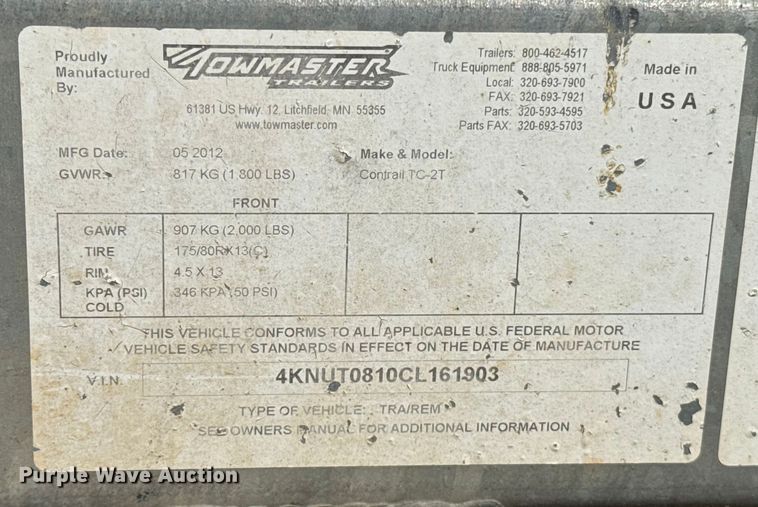 Proudly
Manufactured
By:
TOWMASTER
TRAILERS
61381 US Hwy. 12, Litchfield, MN 55355
www.towmaster.com
Trailers: 800-462-4517
Truck Equipment: 888-805-5971
Local: 320-693-7900
FAX: 320-693-7921
Parts: 320-593-4595
Parts FAX: 320-693-5703
Made in
USA
MFG Date: 05 2012 Make & Model:
GVWR: 817 KG (1 800 LBS) Contrail TC-2T
FRONT
GAWR 907 KG (2,000 LBS)
TIRE 175/80RX13(C)
RIM 4.5 X 13
KPA (PSI) 346 KPA (50 PSI)
COLD
THIS VEHICLE CONFORMS TO ALL APPLICABLE U.S. FEDERAL MOTOR
VEHICLE SAFETY STANDARDS IN EFFECT ON THE DATE OF MANUFACTURE
V.I.N. 4KNUT0810CL161903
TYPE OF VEHICLE: TRA/REM
SEE OWNERS MANUAL FOR ADDITIONAL INFORMATION
Purple Wave Auction